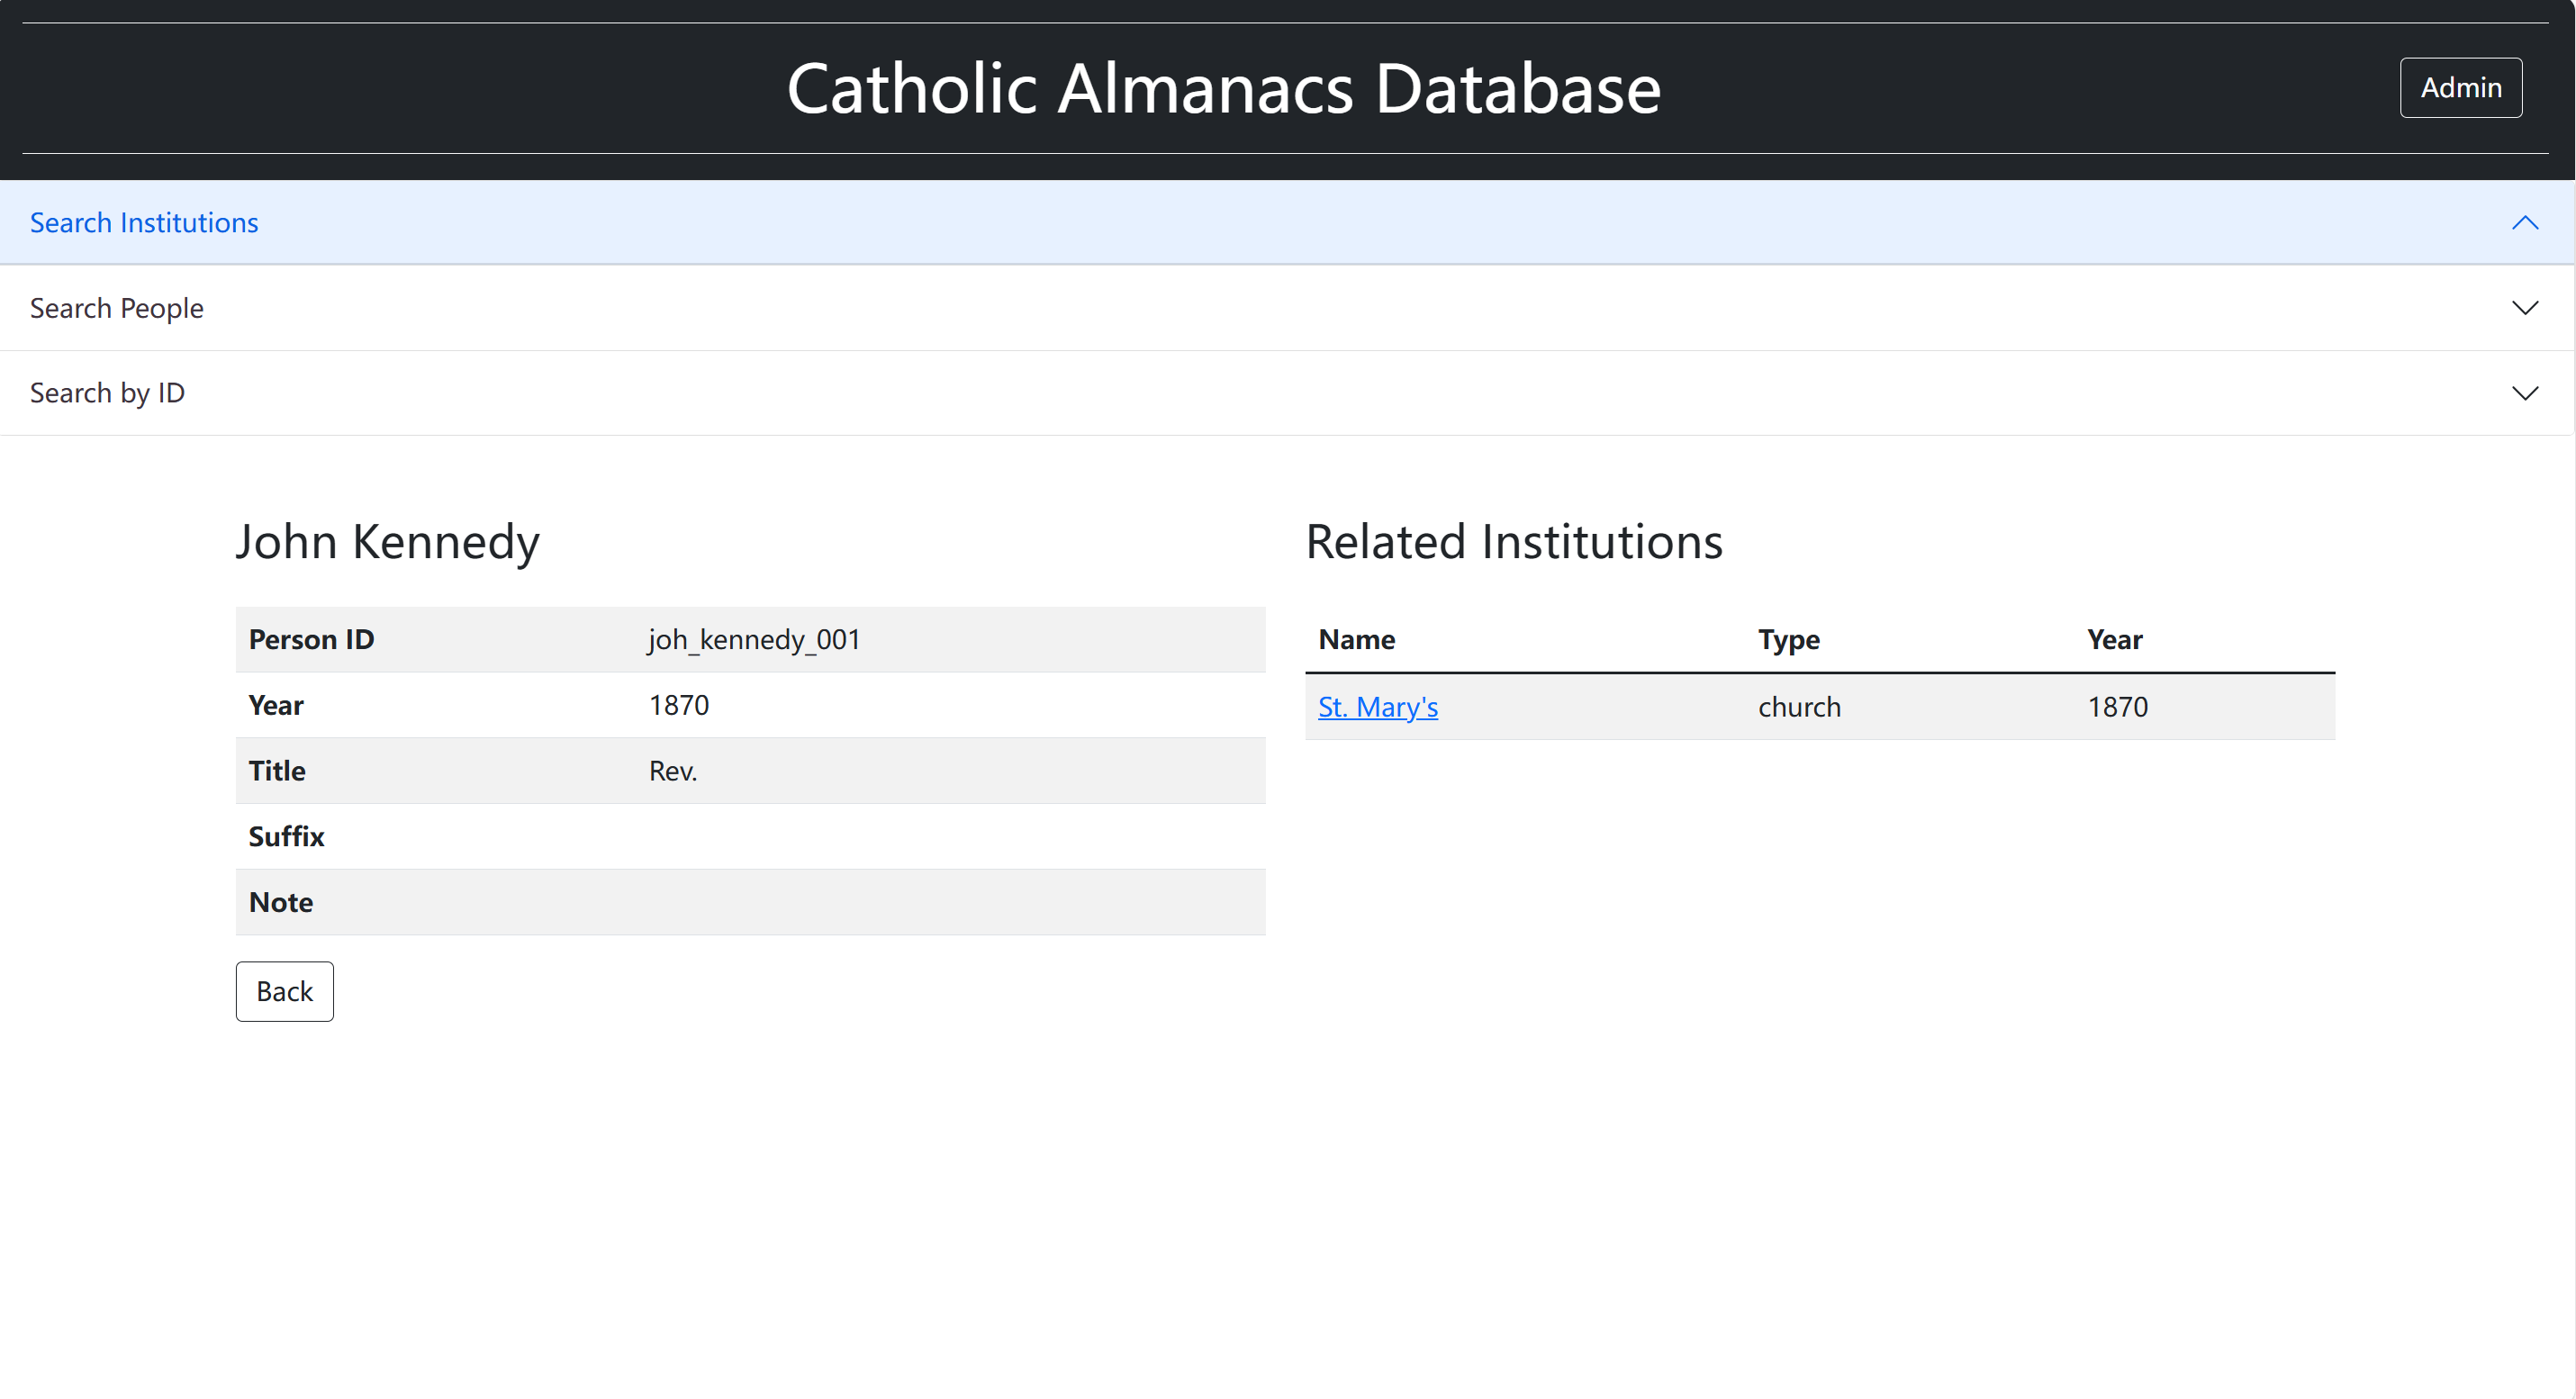 Catholic Almanacs Database
Admin
Search Institutions
Search People
Search by ID
John Kennedy
Person ID joh_kennedy_001
Year 1870
Title Rev.
Suffix
Note
Back
Related Institutions
Name Type Year
St. Mary's church 1870